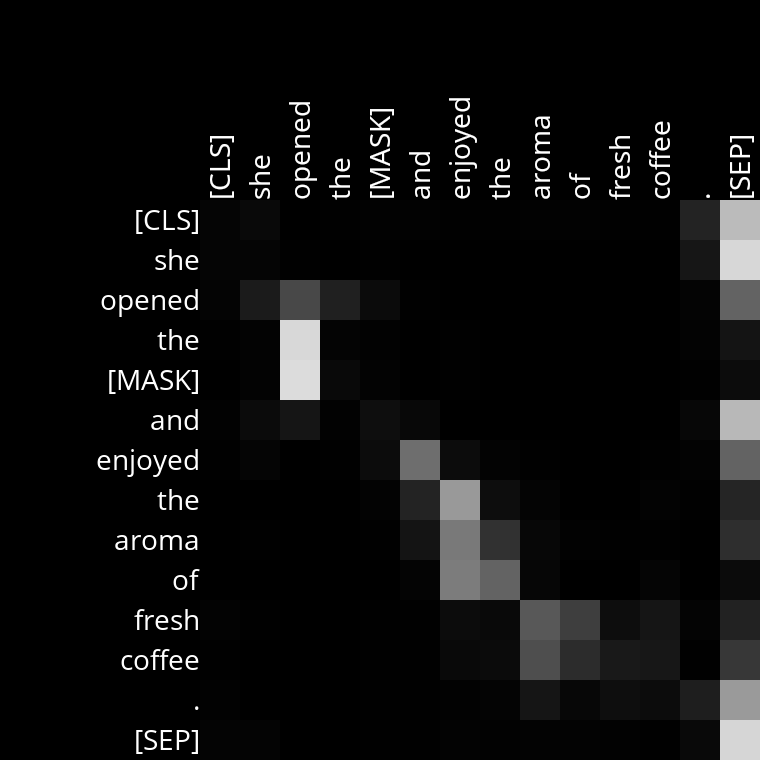 [CLS] she opened the [MASK] and enjoyed the aroma of fresh coffee . [SEP]
[CLS]
she
opened
the
[MASK]
and
enjoyed
the
aroma
of
fresh
coffee
.
[SEP]